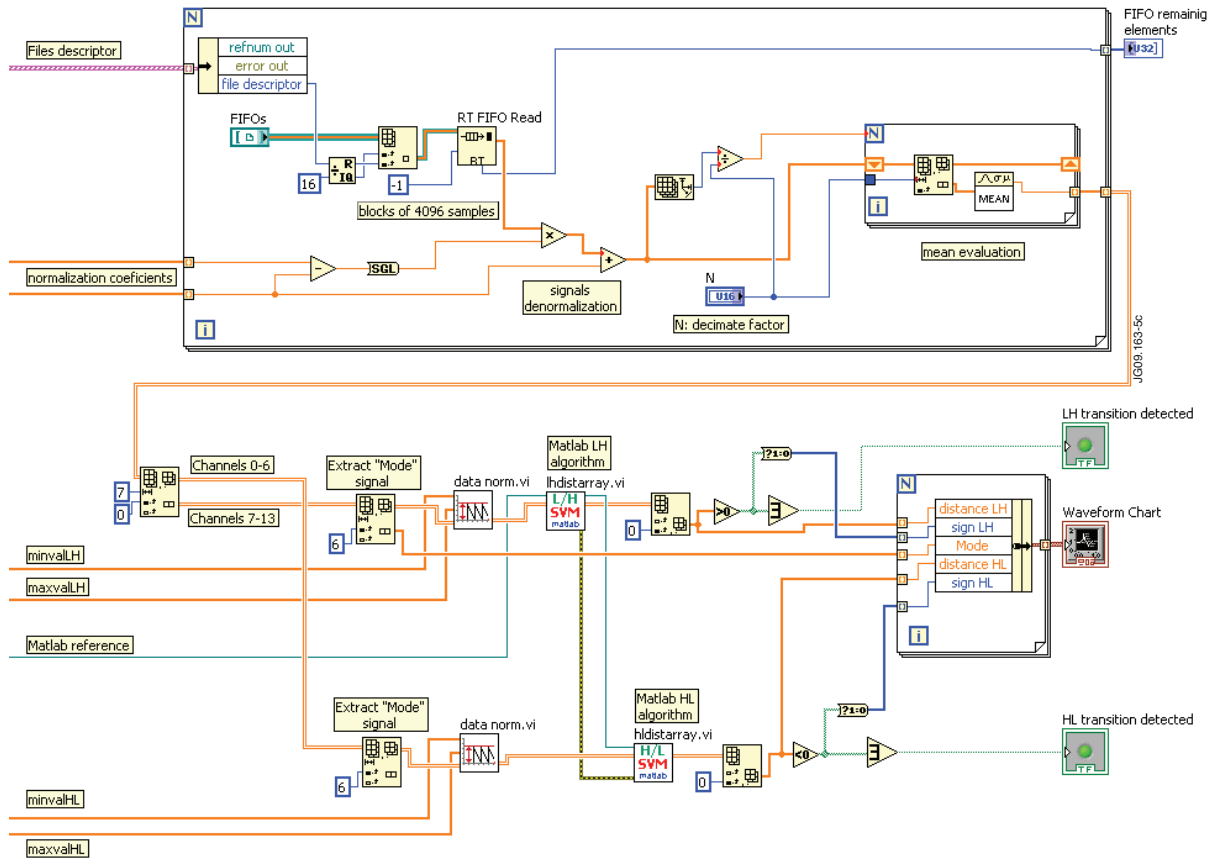 N
FIFO remainig
elements
Files descriptor
refnum out
error out
file descriptor
U32]
FIFOs
RT FIFO Read
RT
R
IQ
16
-1
blocks of 4096 samples
N
i
MEAN
mean evaluation
SGL
normalization coeficients
signals
denormalization
N
U16
N: decimate factor
i
JG09.163-5c
LH transition detected
TF
Matlab LH
algorithm
lhdistarray.vi
L/H
SVM
matlab
Channels 0-6
Extract "Mode"
signal
data norm.vi
?1:0
>0
7
0
Channels 7-13
6
0
N
distance LH
sign LH
Mode
distance HL
sign HL
i
Waveform Chart
minvalLH
maxvalLH
Matlab reference
Extract "Mode"
signal
data norm.vi
Matlab HL
algorithm
hldistarray.vi
H/L
SVM
matlab
?1:0
<0
HL transition detected
TF
6
0
minvalHL
maxvalHL